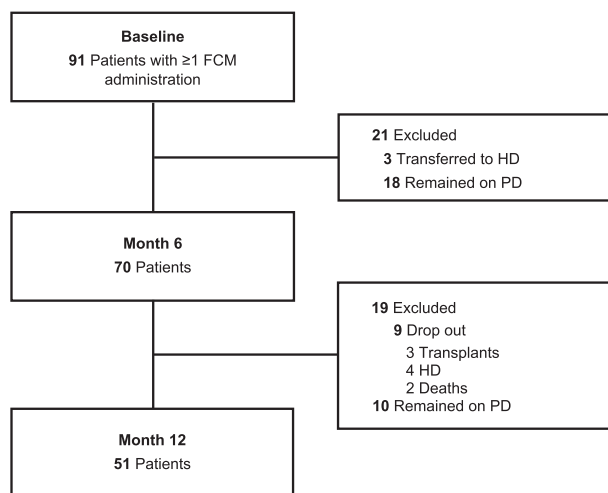 Baseline
91 Patients with ≥1 FCM
administration
21 Excluded
3 Transferred to HD
18 Remained on PD
Month 6
70 Patients
19 Excluded
9 Drop out
3 Transplants
4 HD
2 Deaths
10 Remained on PD
Month 12
51 Patients